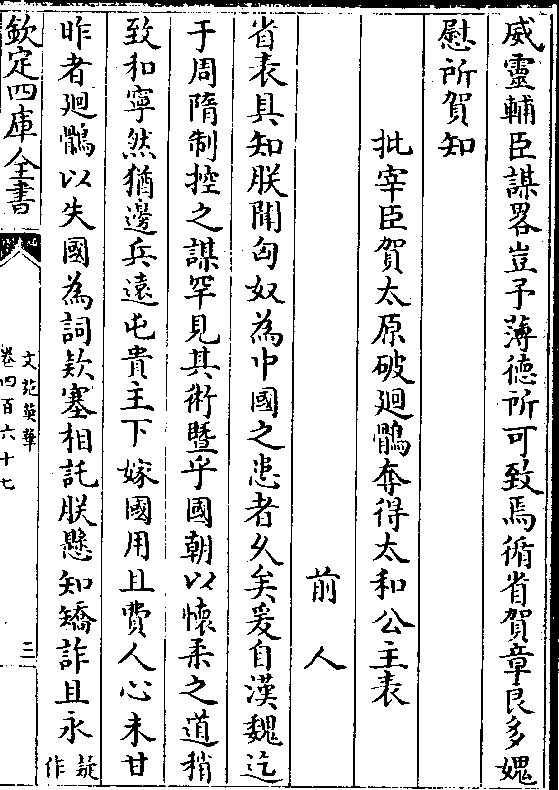 威靈輔臣謀畧豈予薄德所可致焉循省賀章良多媿
慰所賀知
批宰臣賀太原破廻鶻奪得太和公主表
前人
省表具知朕聞匈奴為中國之患者久矣爰自漢魏迄
于周隋制控之謀罕見其術暨乎國朝以懷柔之道稍
致和寧然猶邊兵遠屯貴主下嫁國用且費人心未甘
昨者廻鶻以失國為詞欵塞相託朕懸知矯詐且永疑作
欽定四庫全書
文苑英華
卷四百六十七
三